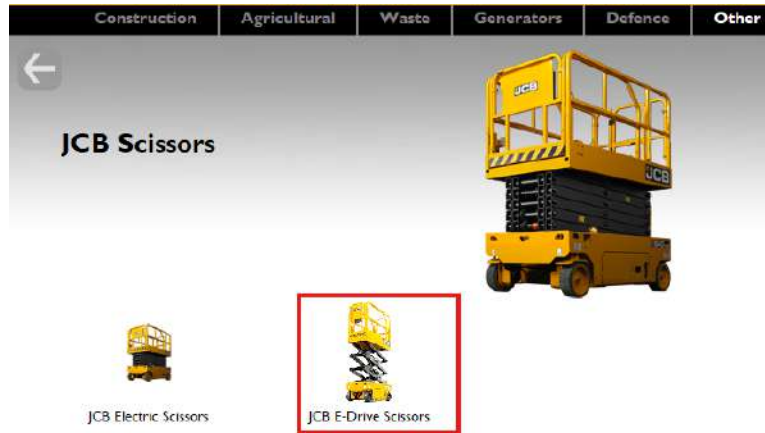 Construction Agricultural Waste Generators Defence Other
JCB Scissors
JCB
JCB
JCB Electric Scissors
JCB E-Drive Scissors